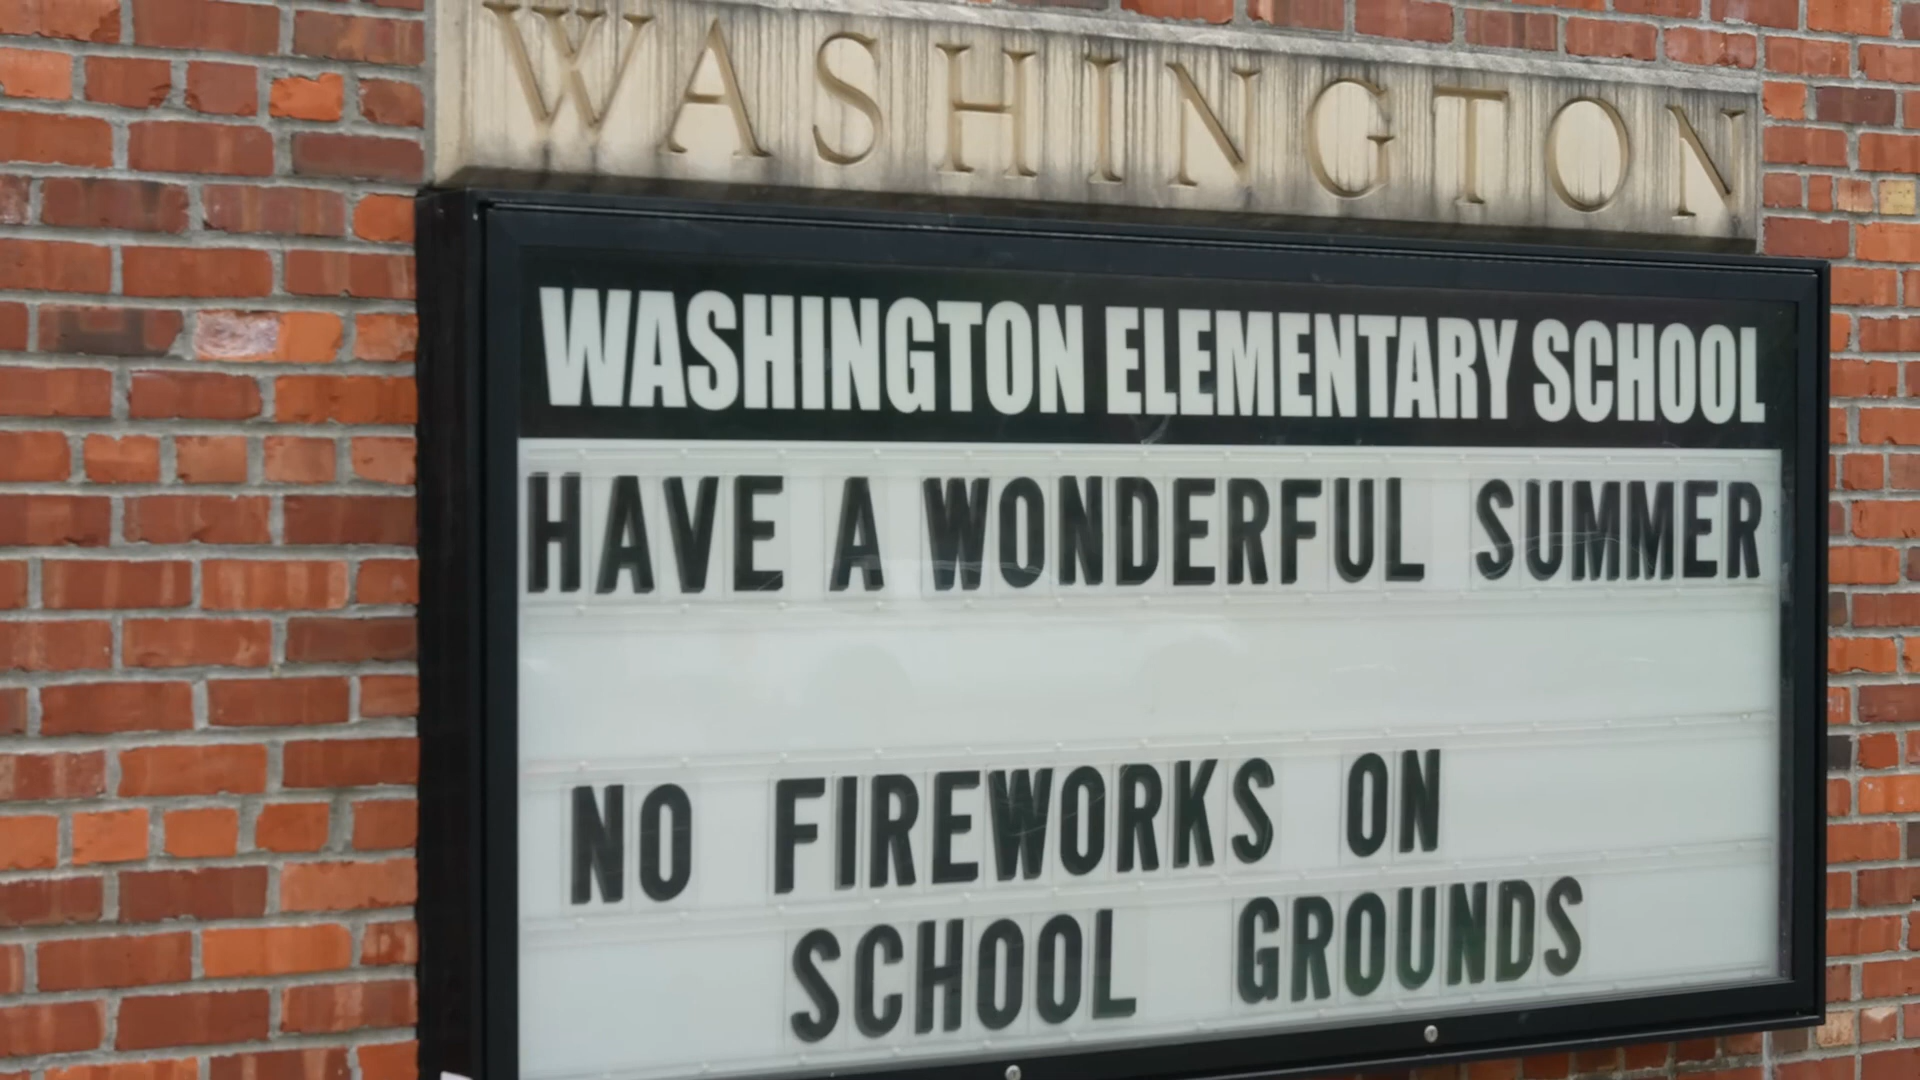 WASHINGTON
WASHINGTON ELEMENTARY SCHOOL
HAVE A WONDERFUL SUMMER
NO FIREWORKS ON
SCHOOL GROUNDS